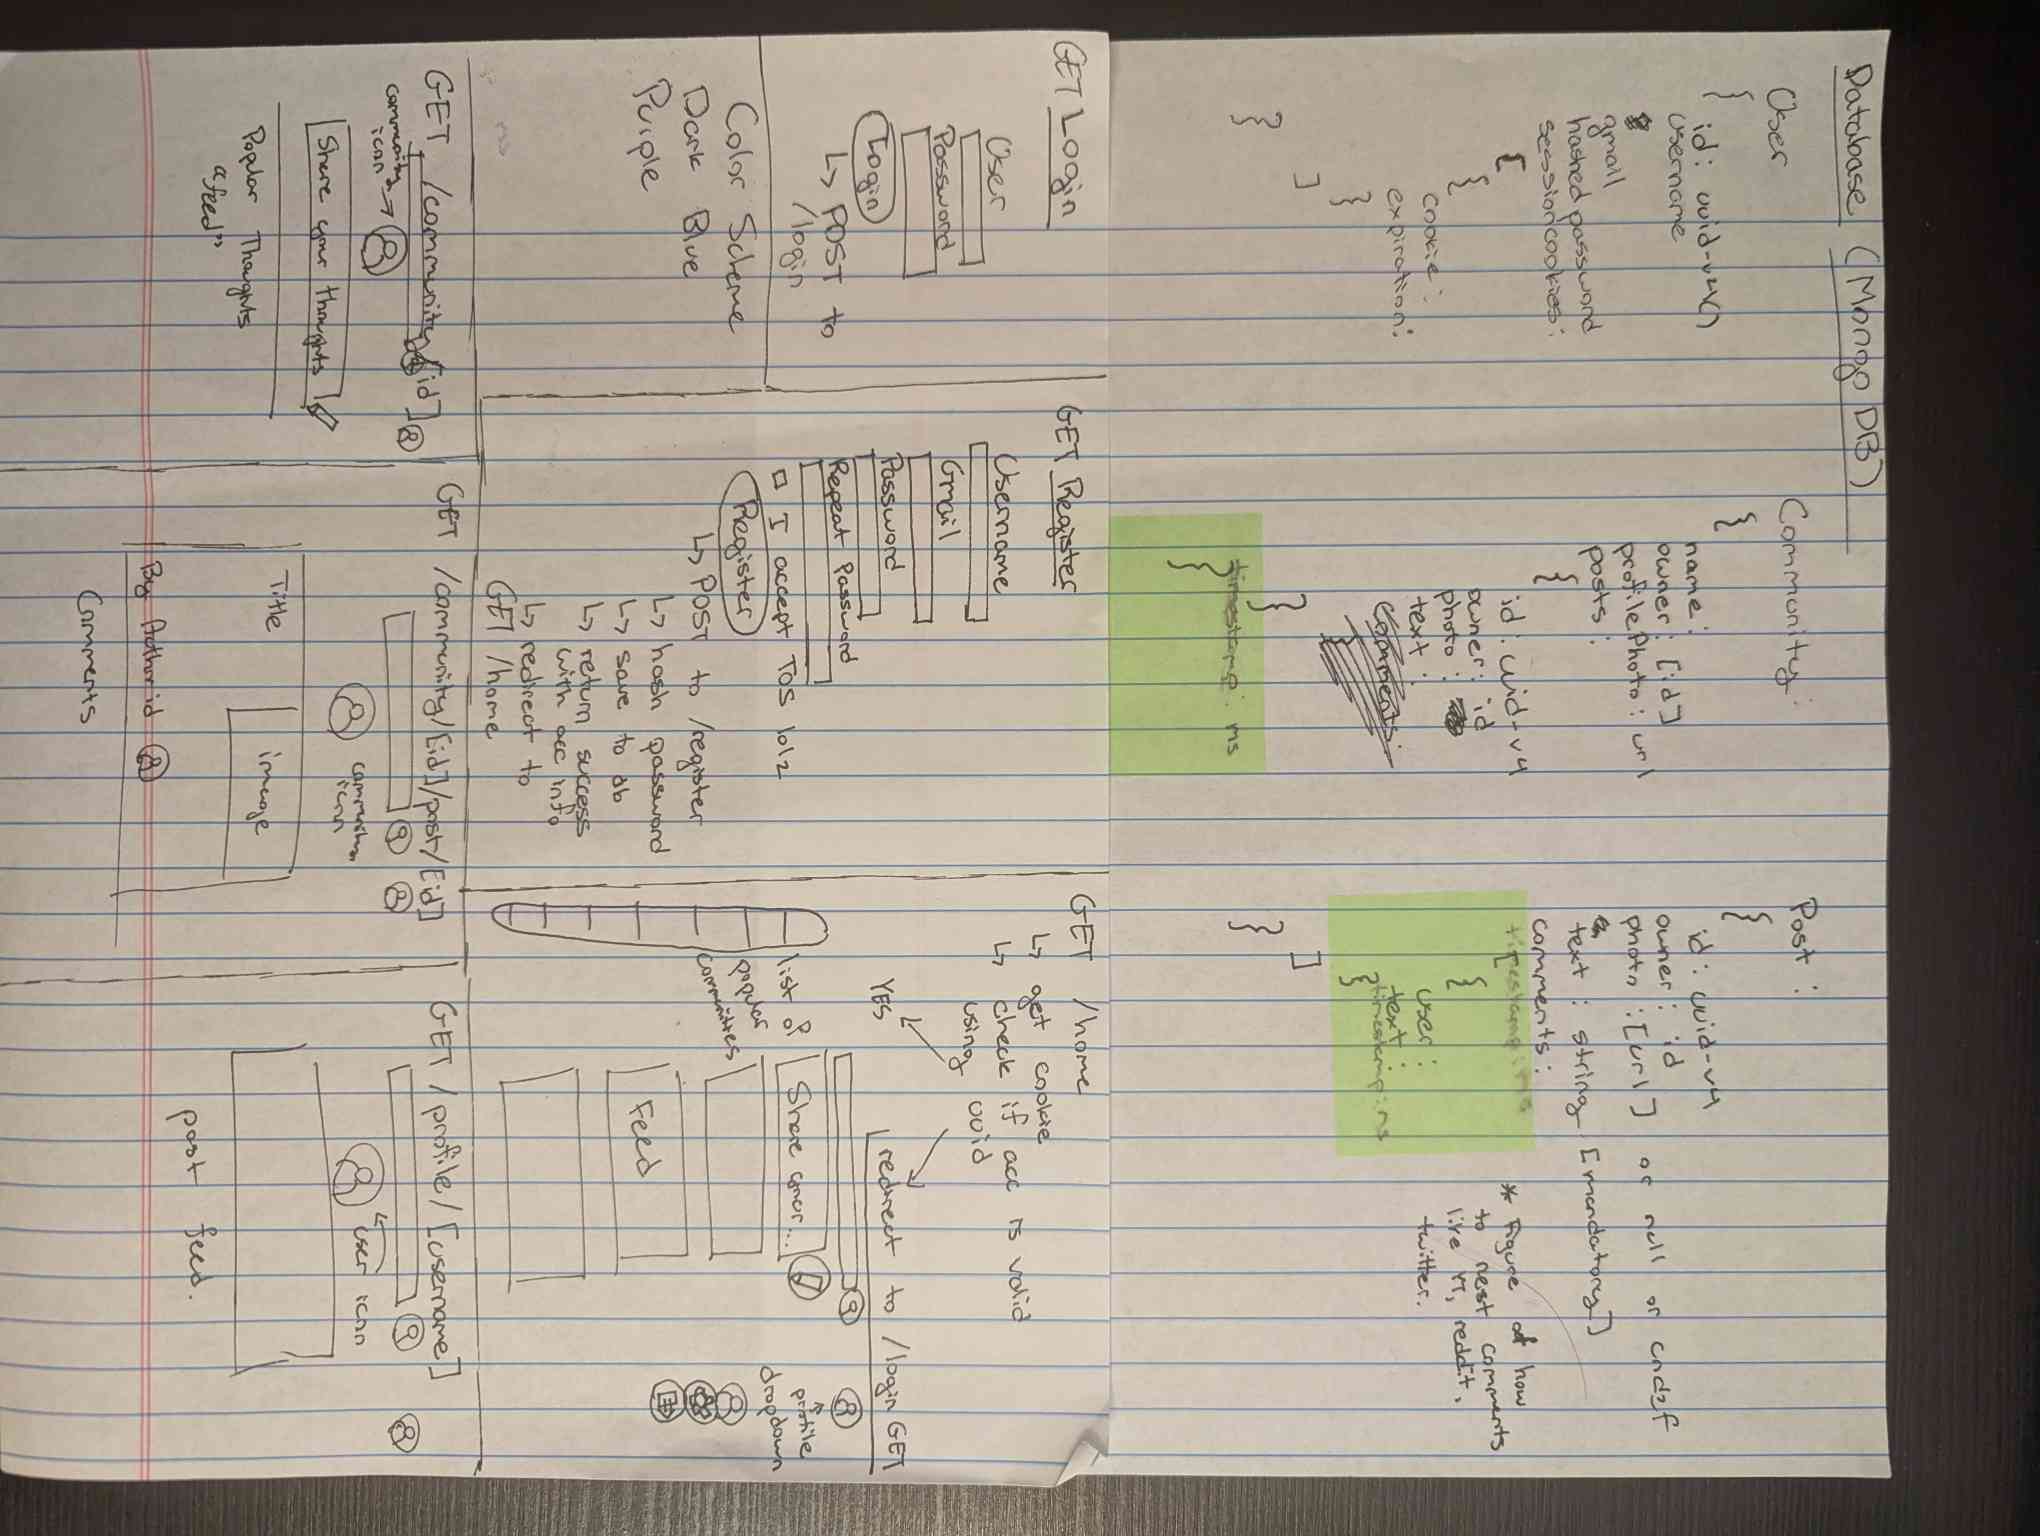 Database (Mongo DB)
User
{
id: uuid-v4()
username
gmail
hashed password
session cookies:
[
{
cookie:
expiration:
}
]
}
Community:
{
name:
owner: [id]
profile photo: url
posts:
{
id: uuid-v4
owner: id
photo:
text:
comments:
}
timestamp: ms
}
Post:
{
id: uuid-v4
owner: id
photo: [url] or null or undef
text: string [mandatory]
comments:
timestamp: ms
[
{
user:
text:
timestamp: ms
}
]
}
* Figure how
to nest comments
like YT, reddit,
twitter.
GET Login
User
Password
Login
↳ POST to
/login
Color Scheme
Dark Blue
Purple
GET Register
Username
Gmail
Password
Repeat Password
□ I accept TOS lolz
Register
↳ POST to /register
↳ hash password
↳ save to db
↳ return success
with acc info
↳ redirect to
GET /home
GET /home
↳ get cookie
↳ check if acc is valid
using uuid
YES
redirect to /login GET
list of
popular
communities
Share your...
Feed
profile
dropdown
GET /community/[id]
community
icon →
Share your thoughts
Popular Thoughts
"feed"
GET /community/[id]/post/[id]
community
icon
Title
image
By Author id
Comments
GET /profile/[username]
user icon
post feed.